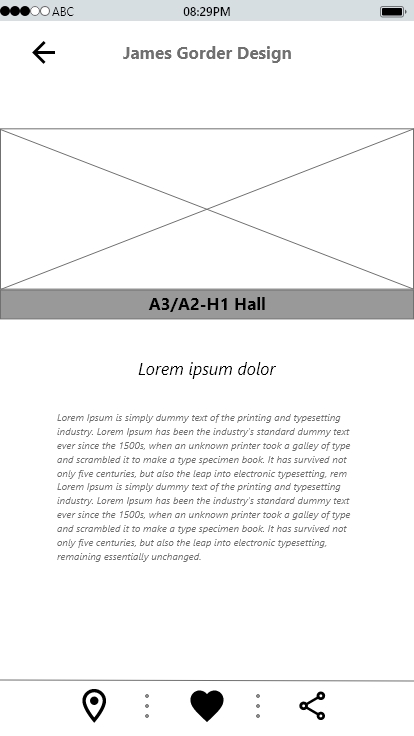 ABC 08:29PM
James Gorder Design
A3/A2-H1 Hall
Lorem ipsum dolor
Lorem Ipsum is simply dummy text of the printing and typesetting
industry. Lorem Ipsum has been the industry's standard dummy text
ever since the 1500s, when an unknown printer took a galley of type
and scrambled it to make a type specimen book. It has survived not
only five centuries, but also the leap into electronic typesetting, rem
Lorem Ipsum is simply dummy text of the printing and typesetting
industry. Lorem Ipsum has been the industry's standard dummy text
ever since the 1500s, when an unknown printer took a galley of type
and scrambled it to make a type specimen book. It has survived not
only five centuries, but also the leap into electronic typesetting,
remaining essentially unchanged.